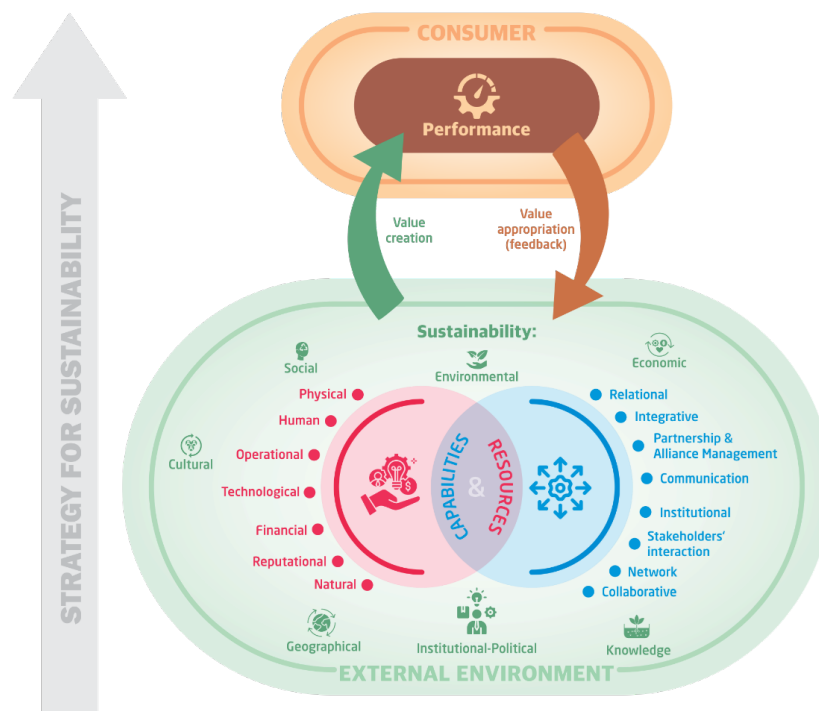 CONSUMER
Performance
Value
creation
Value
appropriation
(feedback)
STRATEGY FOR SUSTAINABILITY
Sustainability:
Social
Environmental
Economic
Cultural
Physical
Human
Operational
Technological
Financial
Reputational
Natural
CAPABILITIES
&
RESOURCES
Relational
Integrative
Partnership &
Alliance Management
Communication
Institutional
Stakeholders'
interaction
Network
Collaborative
Geographical
Institutional-Political
Knowledge
EXTERNAL ENVIRONMENT